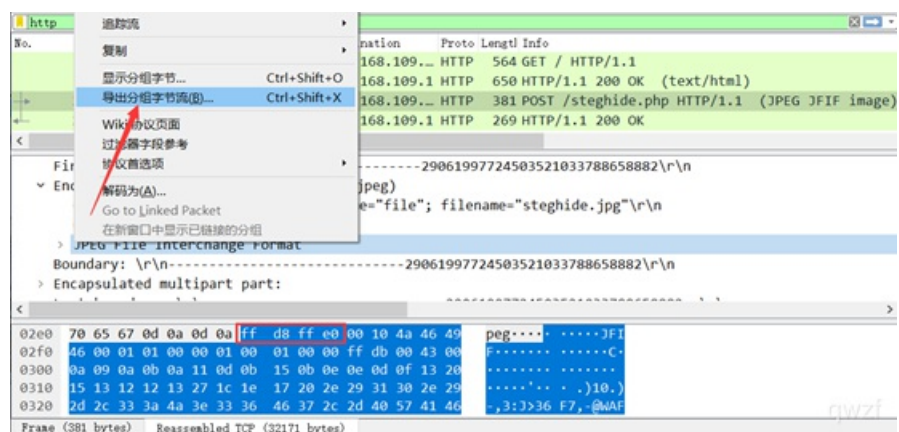 http
追踪流
No.
nation Proto Lengtl Info
复制
168.109.… HTTP 564 GET / HTTP/1.1
显示分组字节... Ctrl+Shift+O
168.109.1 HTTP 650 HTTP/1.1 200 OK (text/html)
导出分组字节流(B)... Ctrl+Shift+X
168.109.… HTTP 381 POST /steghide.php HTTP/1.1 (JPEG JFIF image)
Wiki 协议页面
168.109.1 HTTP 269 HTTP/1.1 200 OK
过滤器字段参考
协议首选项
Fir
-----29061997724503521033788658882\r\n
解码为(A)...
Enc
jpeg)
Go to Linked Packet
e="file"; filename="steghide.jpg"\r\n
在新窗口中显示已链接的分组
JPEG File Interchange Format
Boundary: \r\n-----------------------------29061997724503521033788658882\r\n
Encapsulated multipart part:
02e0 70 65 67 0d 0a 0d 0a ff d8 ff e0 00 10 4a 46 49 peg···· ·····JFI
02f0 46 00 01 01 00 00 01 00 01 00 00 ff db 00 43 00 F······· ······C·
0300 0a 09 0a 0b 0a 11 0d 0b 15 0b 0e 0e 0d 0f 13 20 ········ ·······
0310 15 13 12 12 13 27 1c 1e 17 20 2e 29 31 30 2e 29 ·····'·· · .)10.)
0320 2d 2c 33 3a 4a 3e 33 36 46 37 2c 2d 40 57 41 46 -,3:J>36 F7,-@WAF
qwzf
Frame (381 bytes) Reassembled TCP (32171 bytes)